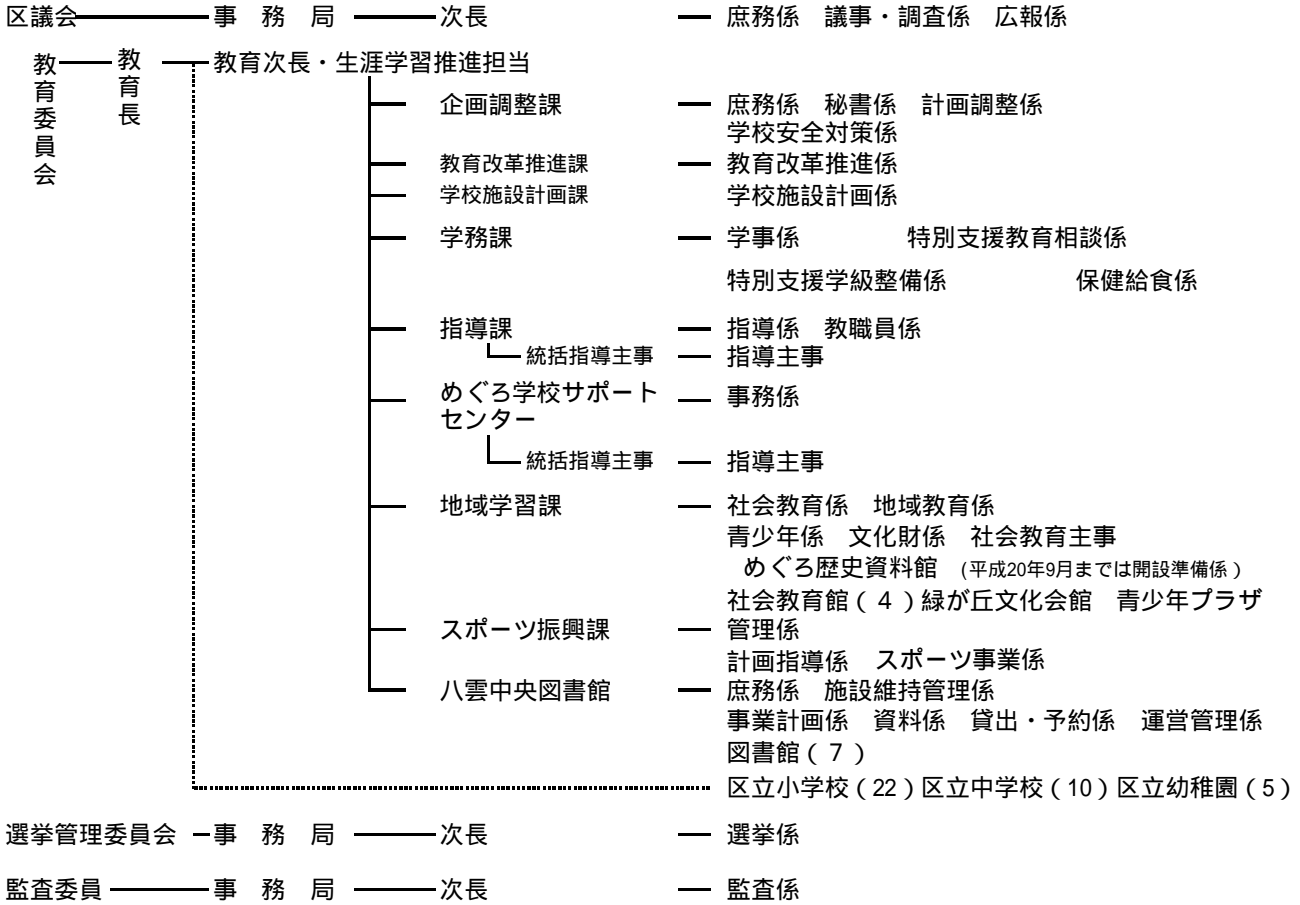 区議会 事 務 局 次長 庶務係 議事・調査係 広報係
教育委員会 教育長 教育次長・生涯学習推進担当
企画調整課 庶務係 秘書係 計画調整係
学校安全対策係
教育改革推進課 教育改革推進係
学校施設計画課 学校施設計画係
学務課 学事係 特別支援教育相談係
特別支援学級整備係 保健給食係
指導課 指導係 教職員係
統括指導主事 指導主事
めぐろ学校サポート 事務係
センター
統括指導主事 指導主事
地域学習課 社会教育係 地域教育係
青少年係 文化財係 社会教育主事
めぐろ歴史資料館 (平成20年9月までは開設準備係)
社会教育館(4)緑が丘文化会館 青少年プラザ
スポーツ振興課 管理係
計画指導係 スポーツ事業係
八雲中央図書館 庶務係 施設維持管理係
事業計画係 資料係 貸出・予約係 運営管理係
図書館(7)
区立小学校(22)区立中学校(10)区立幼稚園(5)
選挙管理委員会 事 務 局 次長 選挙係
監査委員 事 務 局 次長 監査係